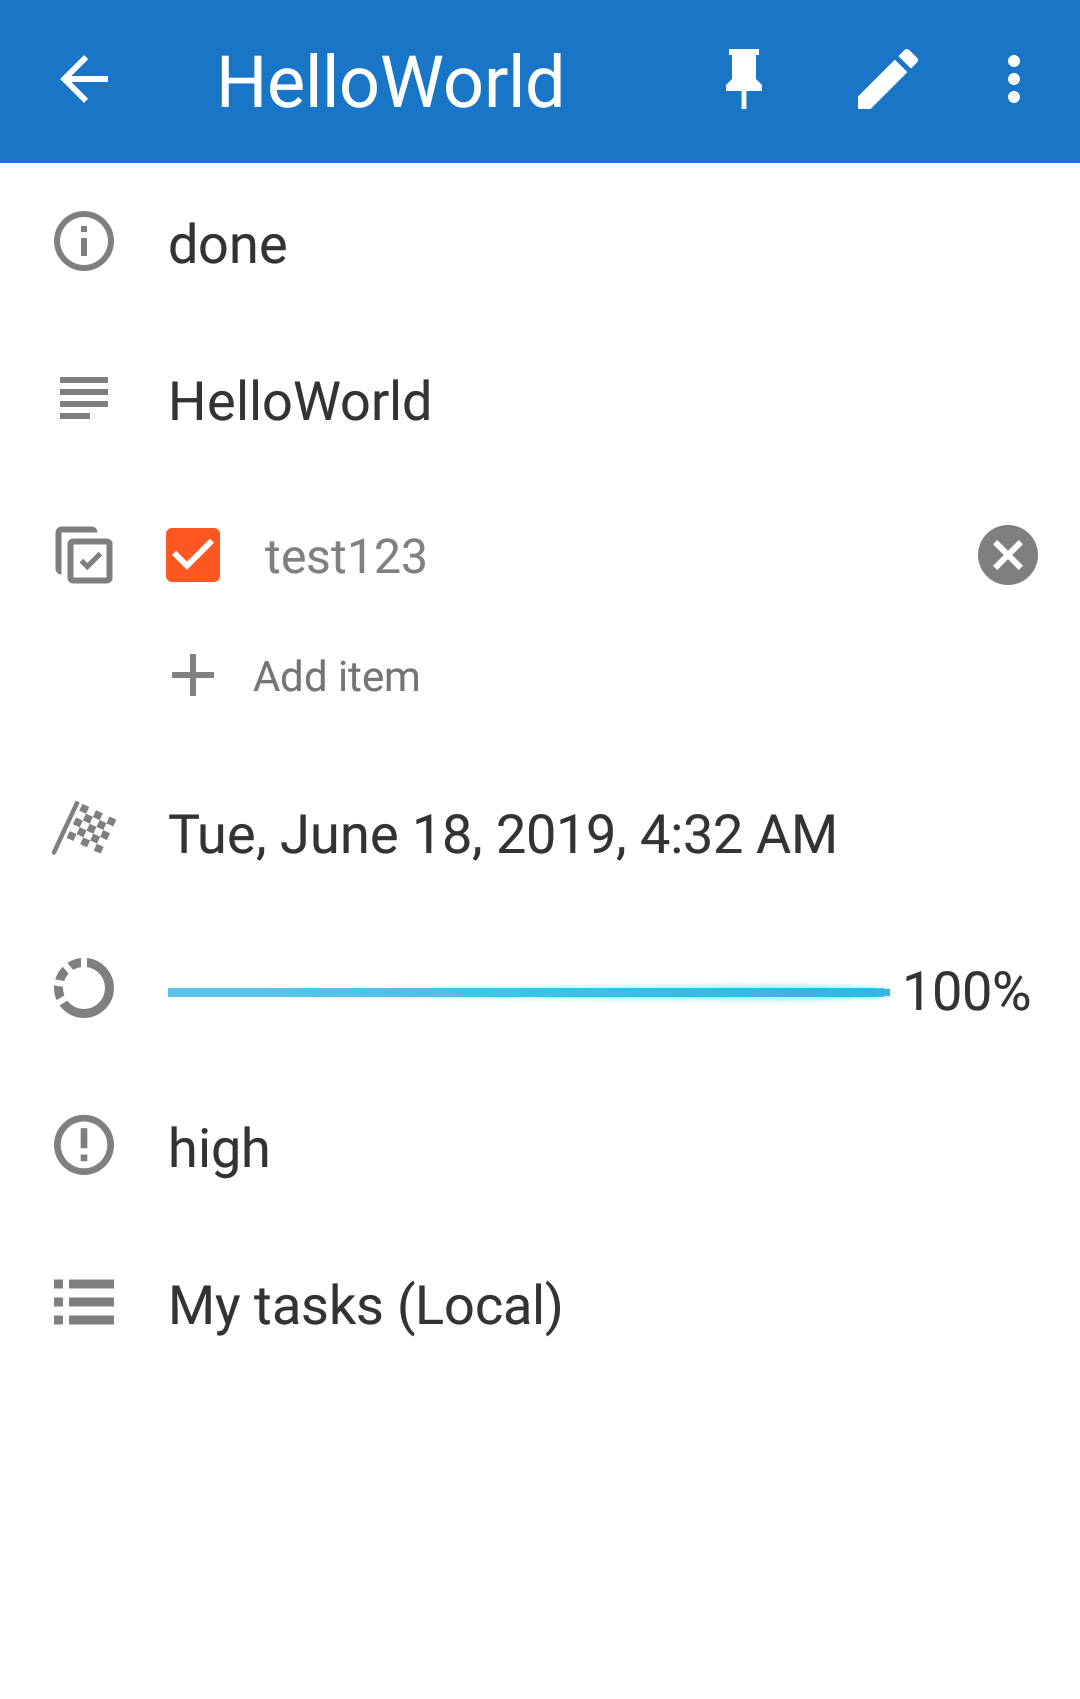 HelloWorld
done
HelloWorld
test123
Add item
Tue, June 18, 2019, 4:32 AM
100%
high
My tasks (Local)